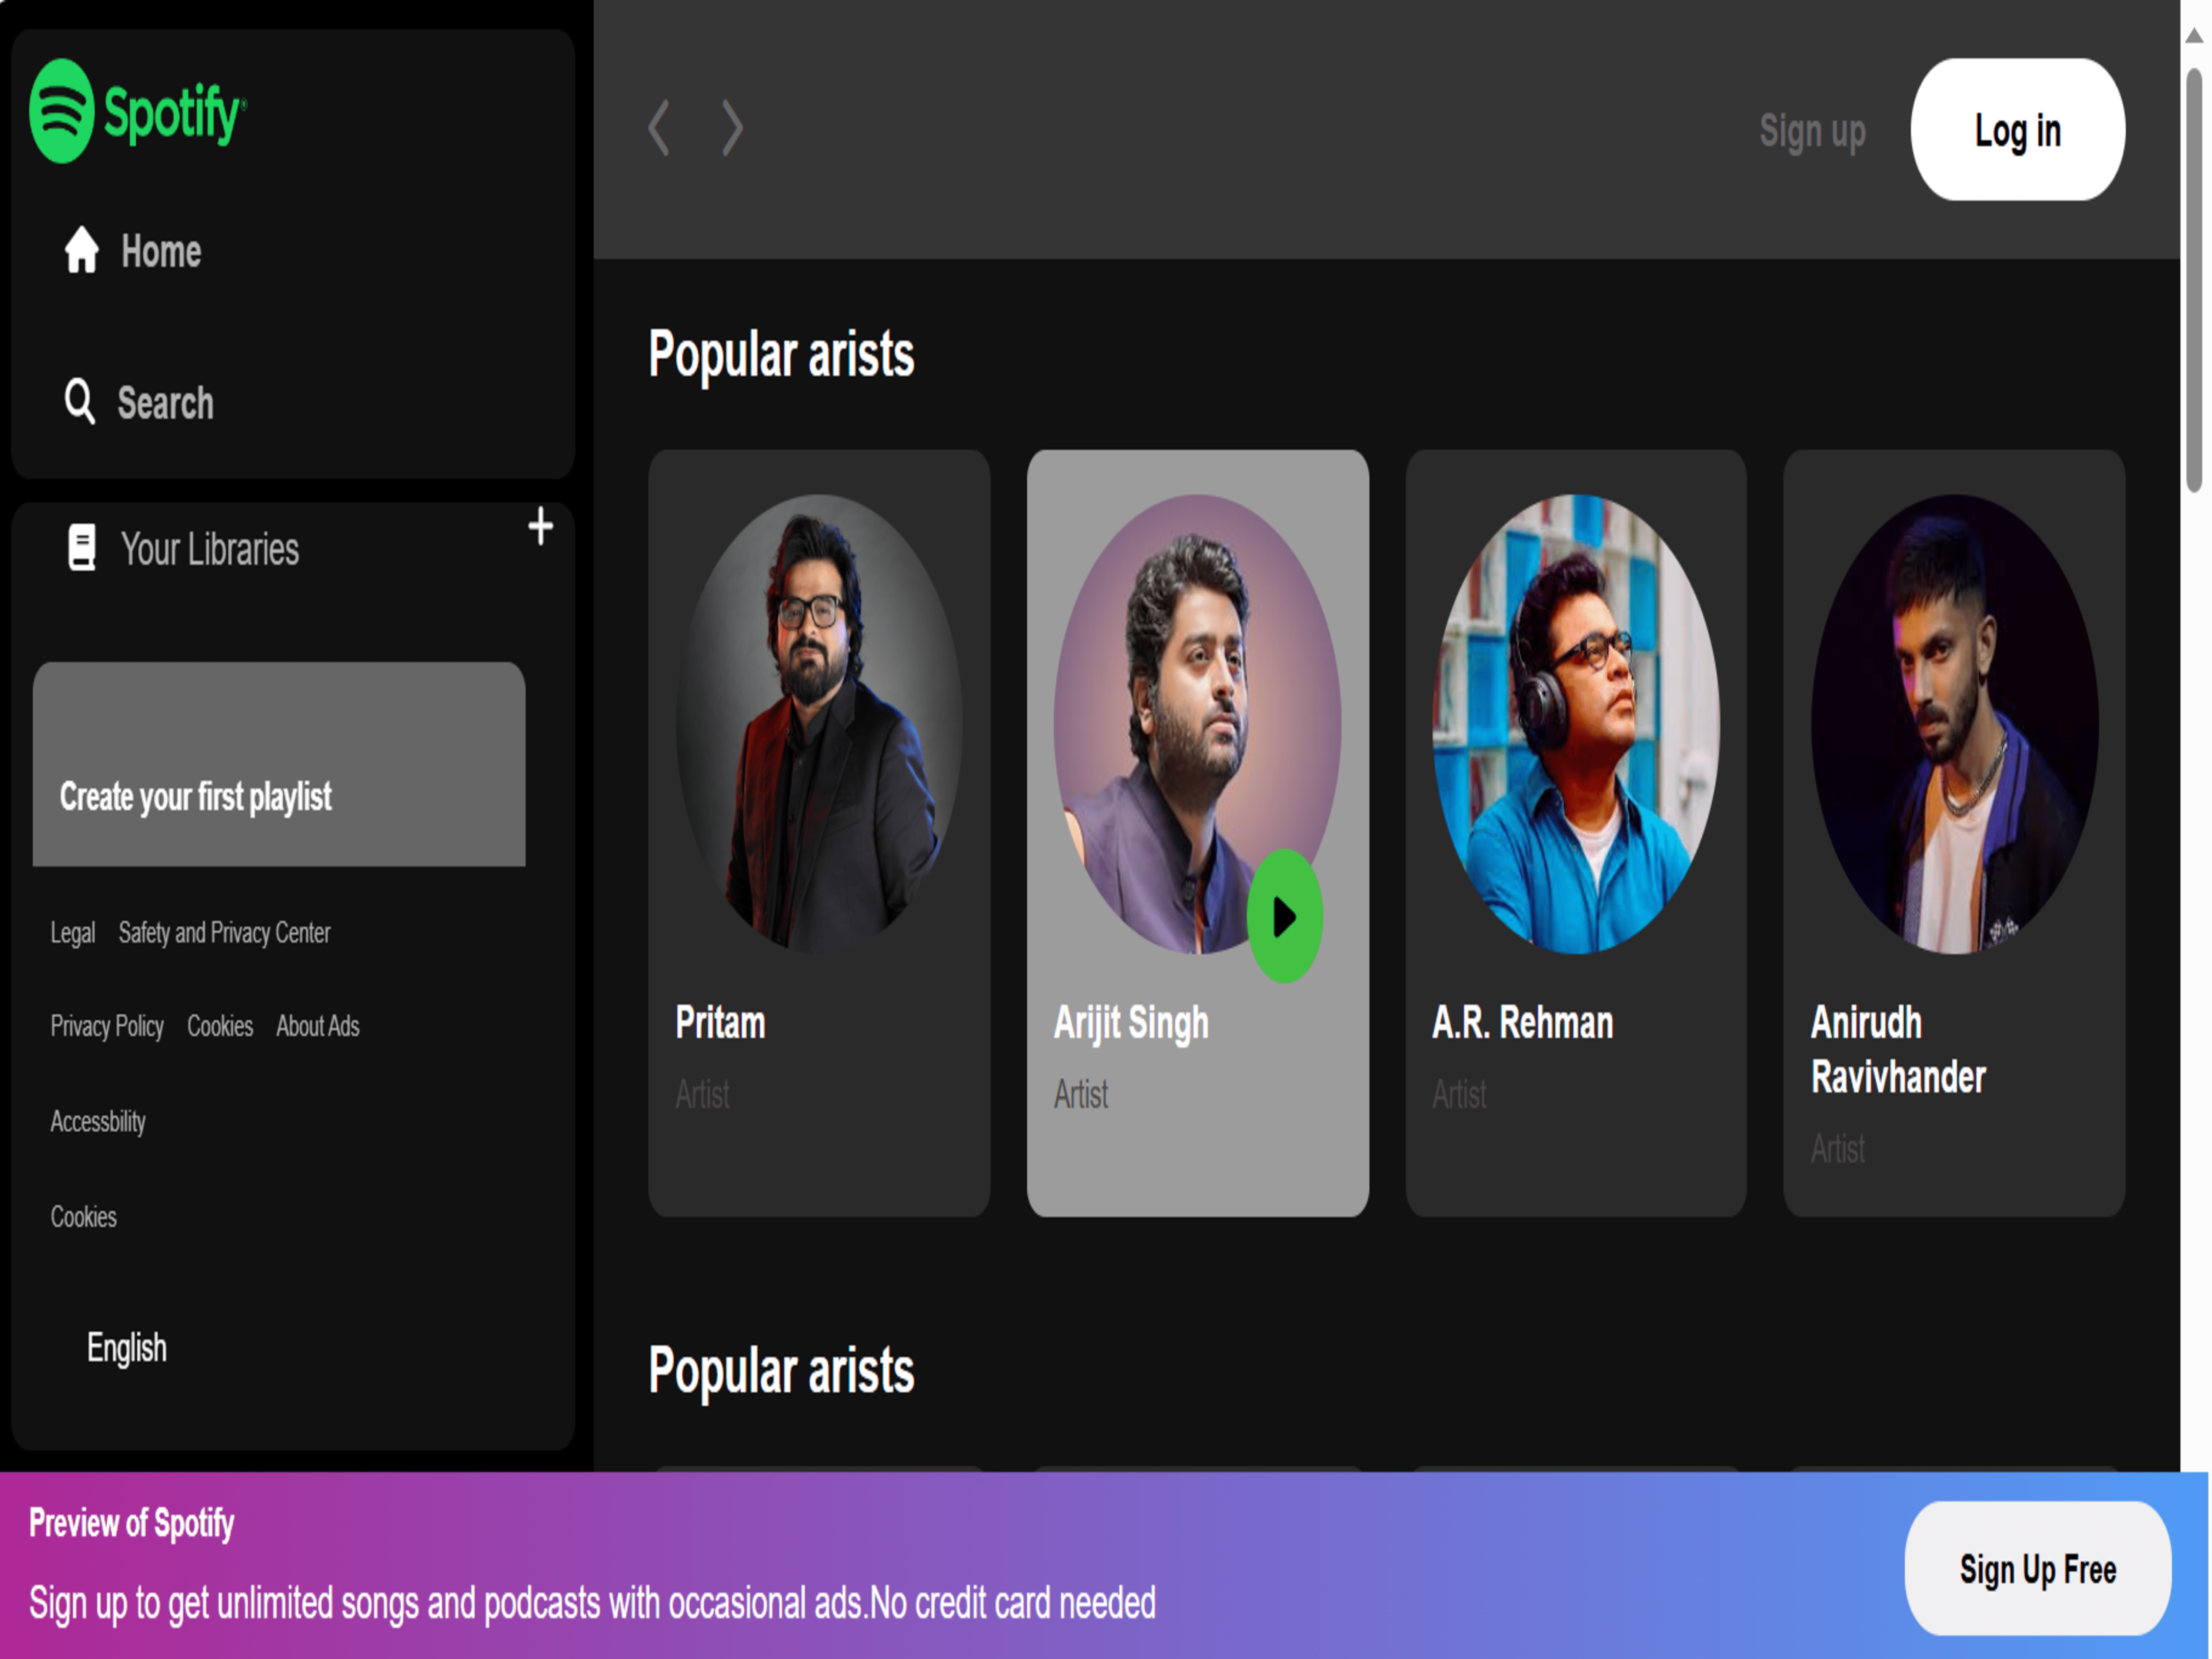 Spotify
Home
Search
Your Libraries
Create your first playlist
Legal Safety and Privacy Center
Privacy Policy Cookies About Ads
Accessbility
Cookies
English
Sign up Log in
Popular arists
Pritam
Artist
Arijit Singh
Artist
A.R. Rehman
Artist
Anirudh
Ravivhander
Artist
Popular arists
Preview of Spotify
Sign up to get unlimited songs and podcasts with occasional ads.No credit card needed
Sign Up Free